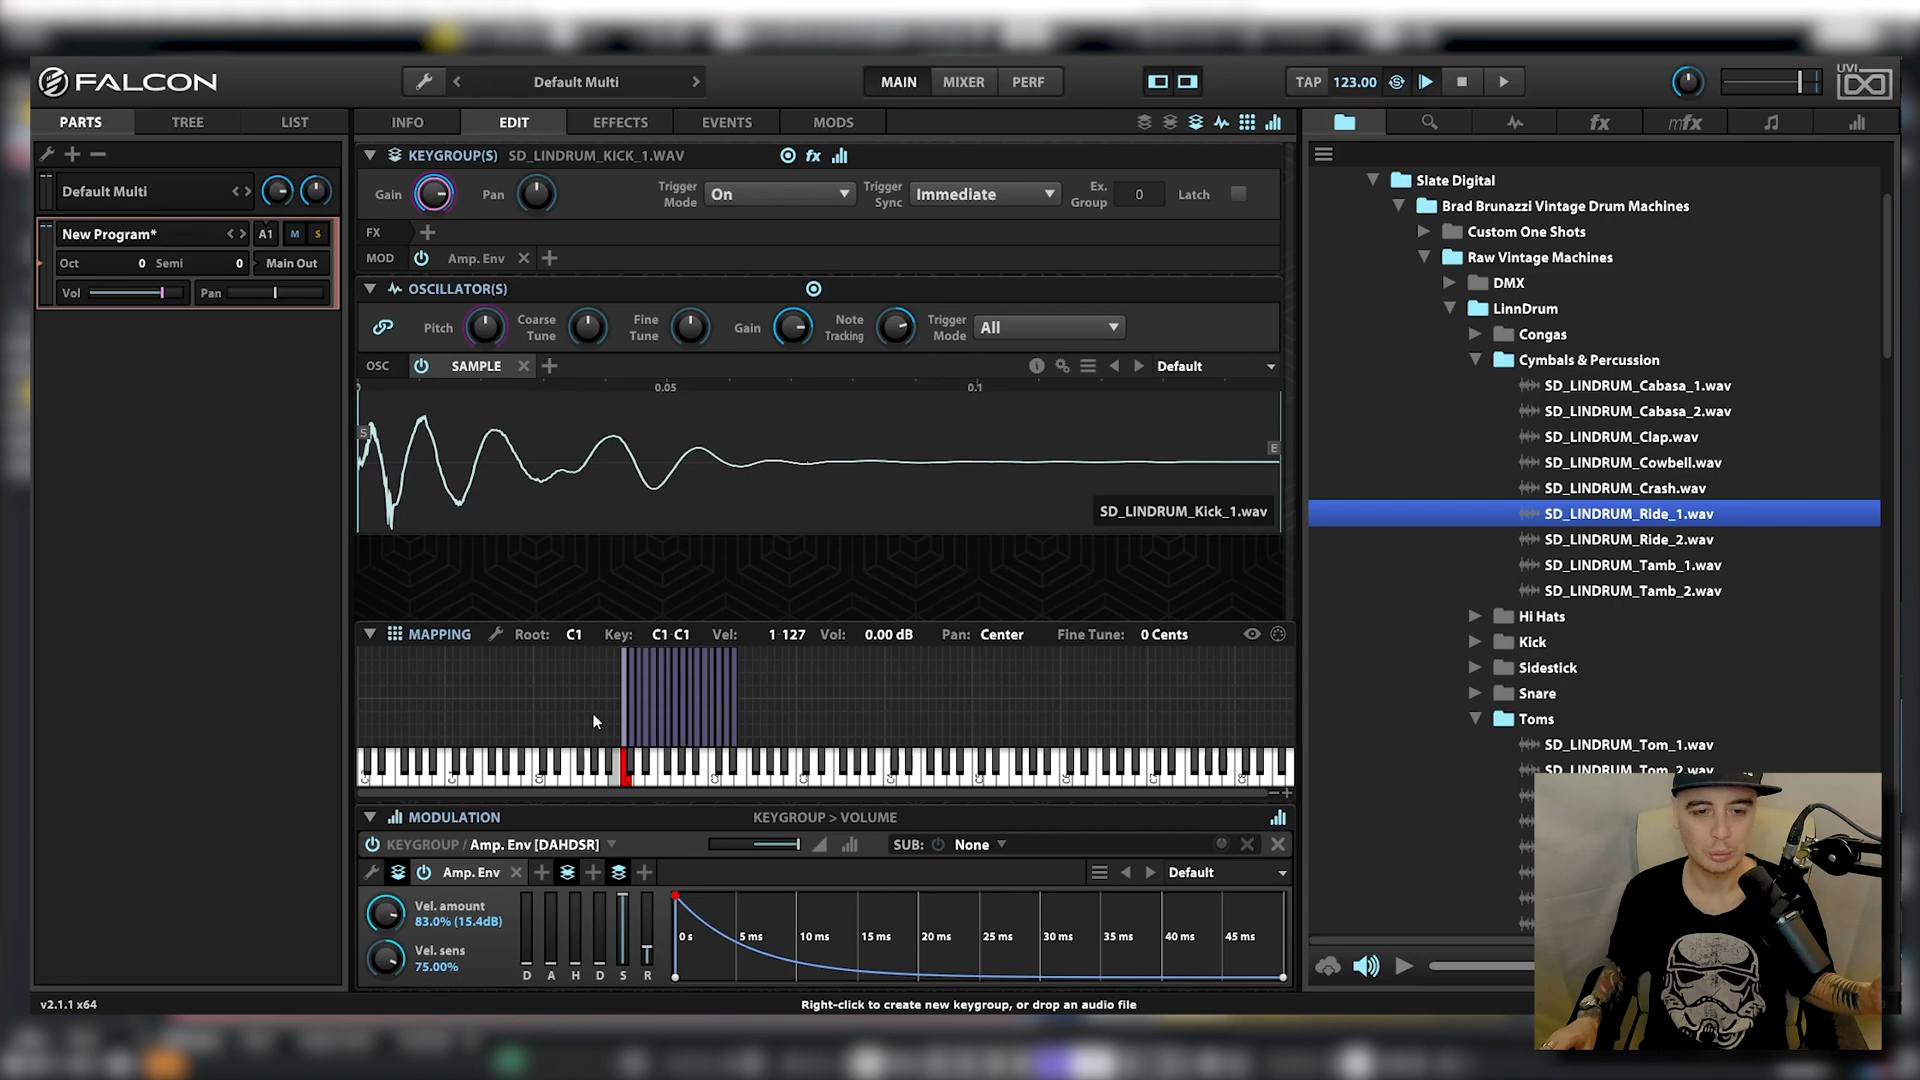 FALCON
Default Multi
MAIN MIXER PERF
TAP 123.00
UVI
PARTS TREE LIST
INFO EDIT EFFECTS EVENTS MODS
fx mfx
Default Multi
New Program* A1 M S
Oct 0 Semi 0 Main Out
Vol Pan
KEYGROUP(S) SD_LINDRUM_KICK_1.WAV fx
Gain Pan Trigger Mode On Trigger Sync Immediate Ex. Group 0 Latch
FX
MOD Amp. Env
OSCILLATOR(S)
Pitch Coarse Tune Fine Tune Gain Note Tracking Trigger Mode All
OSC SAMPLE Default
0.05 0.1
S
E
SD_LINDRUM_Kick_1.wav
MAPPING Root: C1 Key: C1 C1 Vel: 1 127 Vol: 0.00 dB Pan: Center Fine Tune: 0 Cents
MODULATION KEYGROUP > VOLUME
KEYGROUP / Amp. Env [DAHDSR] SUB: None
Amp. Env Default
Vel. amount
83.0% (15.4dB)
Vel. sens
75.00%
D A H D S R
0 s 5 ms 10 ms 15 ms 20 ms 25 ms 30 ms 35 ms 40 ms 45 ms
Slate Digital
Brad Brunazzi Vintage Drum Machines
Custom One Shots
Raw Vintage Machines
DMX
LinnDrum
Congas
Cymbals & Percussion
SD_LINDRUM_Cabasa_1.wav
SD_LINDRUM_Cabasa_2.wav
SD_LINDRUM_Clap.wav
SD_LINDRUM_Cowbell.wav
SD_LINDRUM_Crash.wav
SD_LINDRUM_Ride_1.wav
SD_LINDRUM_Ride_2.wav
SD_LINDRUM_Tamb_1.wav
SD_LINDRUM_Tamb_2.wav
Hi Hats
Kick
Sidestick
Snare
Toms
SD_LINDRUM_Tom_1.wav
SD_LINDRUM_Tom_2.wav
v2.1.1 x64
Right-click to create new keygroup, or drop an audio file